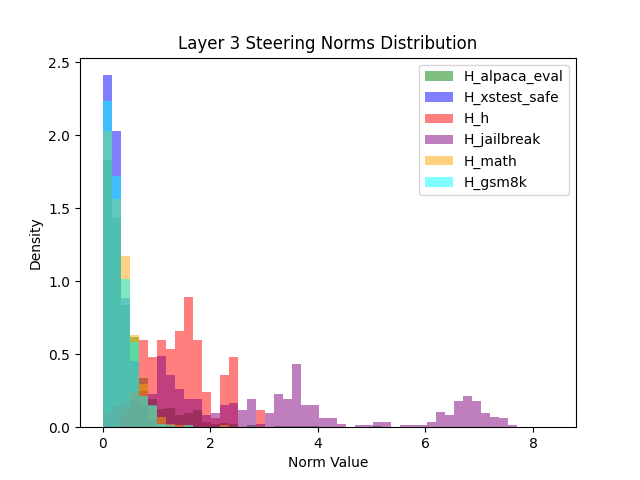 Layer 3 Steering Norms Distribution
2.5
2.0
1.5
1.0
0.5
0.0
Density
0
2
4
6
8
Norm Value
H_alpaca_eval
H_xstest_safe
H_h
H_jailbreak
H_math
H_gsm8k